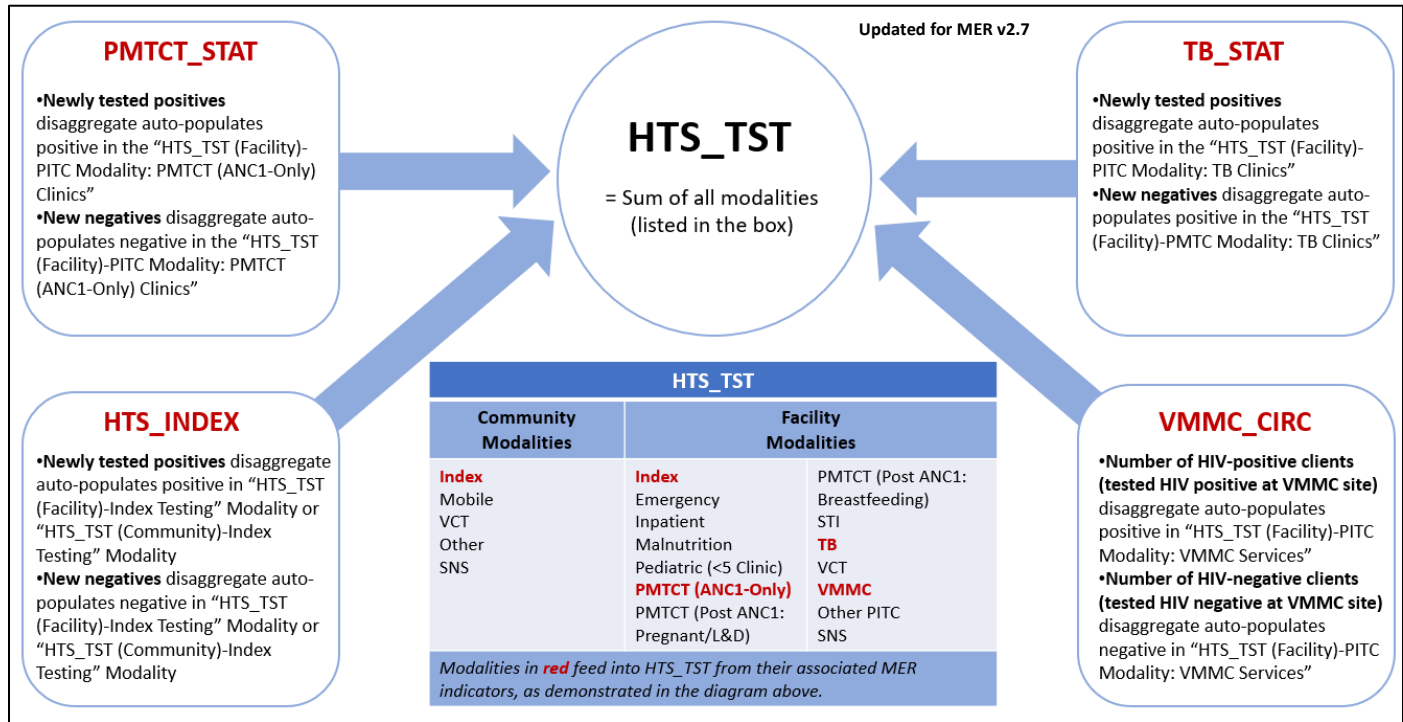 Updated for MER v2.7
PMTCT_STAT
•Newly tested positives
disaggregate auto-populates
positive in the “HTS_TST (Facility)-
PITC Modality: PMTCT (ANC1-Only)
Clinics”
•New negatives disaggregate auto-
populates negative in the “HTS_TST
(Facility)-PITC Modality: PMTCT
(ANC1-Only) Clinics”
HTS_TST
= Sum of all modalities
(listed in the box)
TB_STAT
•Newly tested positives
disaggregate auto-populates
positive in the “HTS_TST (Facility)-
PITC Modality: TB Clinics”
•New negatives disaggregate auto-
populates positive in the “HTS_TST
(Facility)-PMTC Modality: TB Clinics”
HTS_INDEX
•Newly tested positives disaggregate
auto-populates positive in “HTS_TST
(Facility)-Index Testing” Modality or
“HTS_TST (Community)-Index
Testing” Modality
•New negatives disaggregate auto-
populates negative in “HTS_TST
(Facility)-Index Testing” Modality or
“HTS_TST (Community)-Index
Testing” Modality
HTS_TST
Community
Modalities
Facility
Modalities
Index
Mobile
VCT
Other
SNS
Index
Emergency
Inpatient
Malnutrition
Pediatric (<5 Clinic)
PMTCT (ANC1-Only)
PMTCT (Post ANC1:
Pregnant/L&D)
PMTCT (Post ANC1:
Breastfeeding)
STI
TB
VCT
VMMC
Other PITC
SNS
Modalities in red feed into HTS_TST from their associated MER
indicators, as demonstrated in the diagram above.
VMMC_CIRC
•Number of HIV-positive clients
(tested HIV positive at VMMC site)
disaggregate auto-populates
positive in “HTS_TST (Facility)-PITC
Modality: VMMC Services”
•Number of HIV-negative clients
(tested HIV negative at VMMC site)
disaggregate auto-populates
negative in “HTS_TST (Facility)-PITC
Modality: VMMC Services”